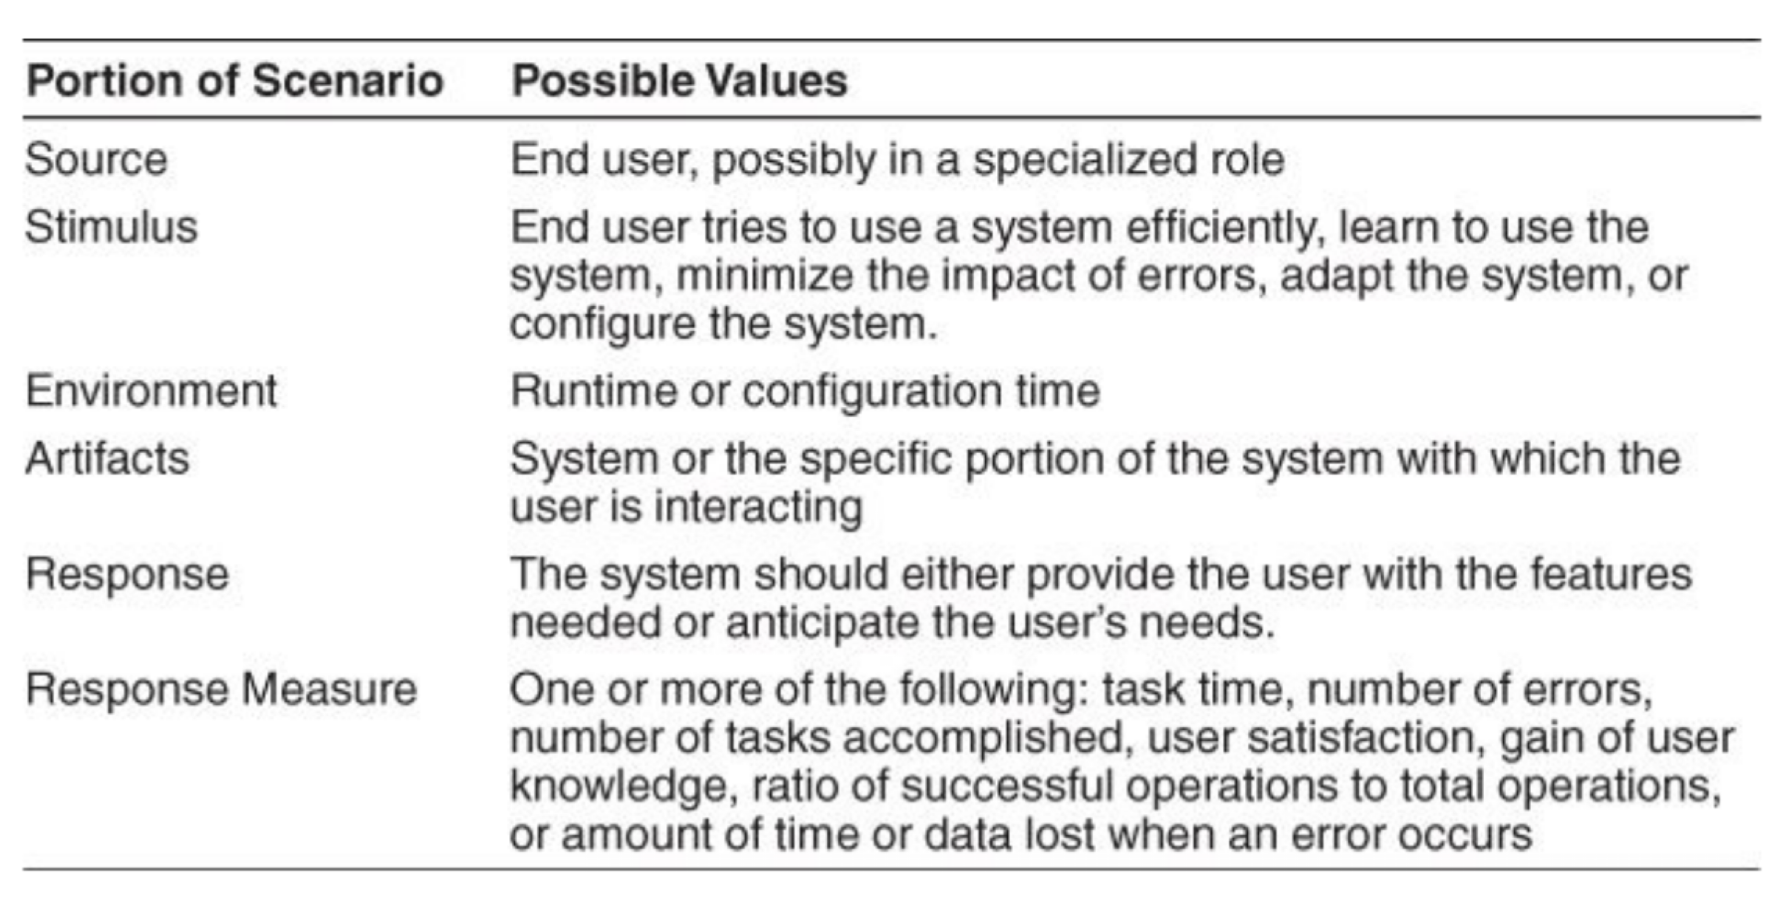 Portion of Scenario Possible Values
Source End user, possibly in a specialized role
Stimulus End user tries to use a system efficiently, learn to use the
system, minimize the impact of errors, adapt the system, or
configure the system.
Environment Runtime or configuration time
Artifacts System or the specific portion of the system with which the
user is interacting
Response The system should either provide the user with the features
needed or anticipate the user's needs.
Response Measure One or more of the following: task time, number of errors,
number of tasks accomplished, user satisfaction, gain of user
knowledge, ratio of successful operations to total operations,
or amount of time or data lost when an error occurs